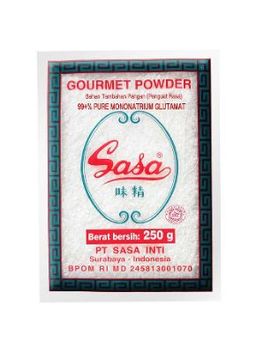 GOURMET POWDER
Bahan Tambahan Pangan (Penguat Rasa)
99+% PURE MONONATRIUM GLUTAMAT
Sasa
味精
Berat bersih: 250 g
PT SASA INTI
Surabaya - Indonesia
BPOM RI MD 245813001070